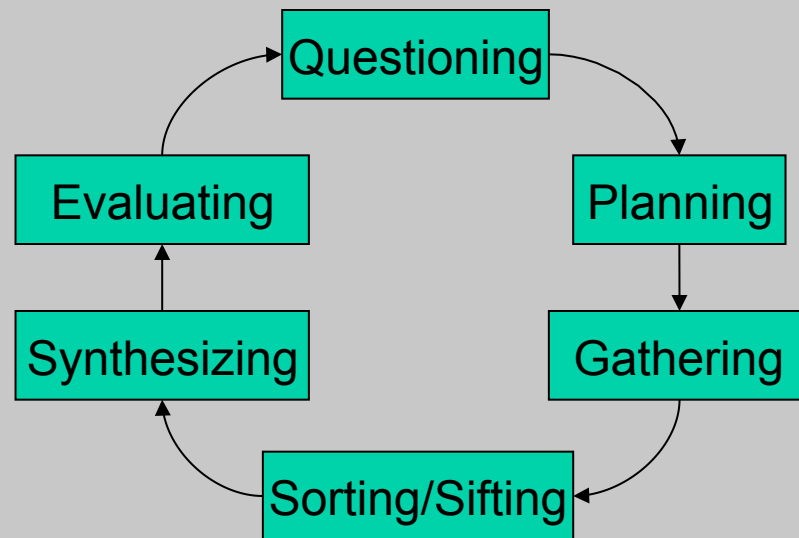 Questioning
Planning
Gathering
Sorting/Sifting
Synthesizing
Evaluating